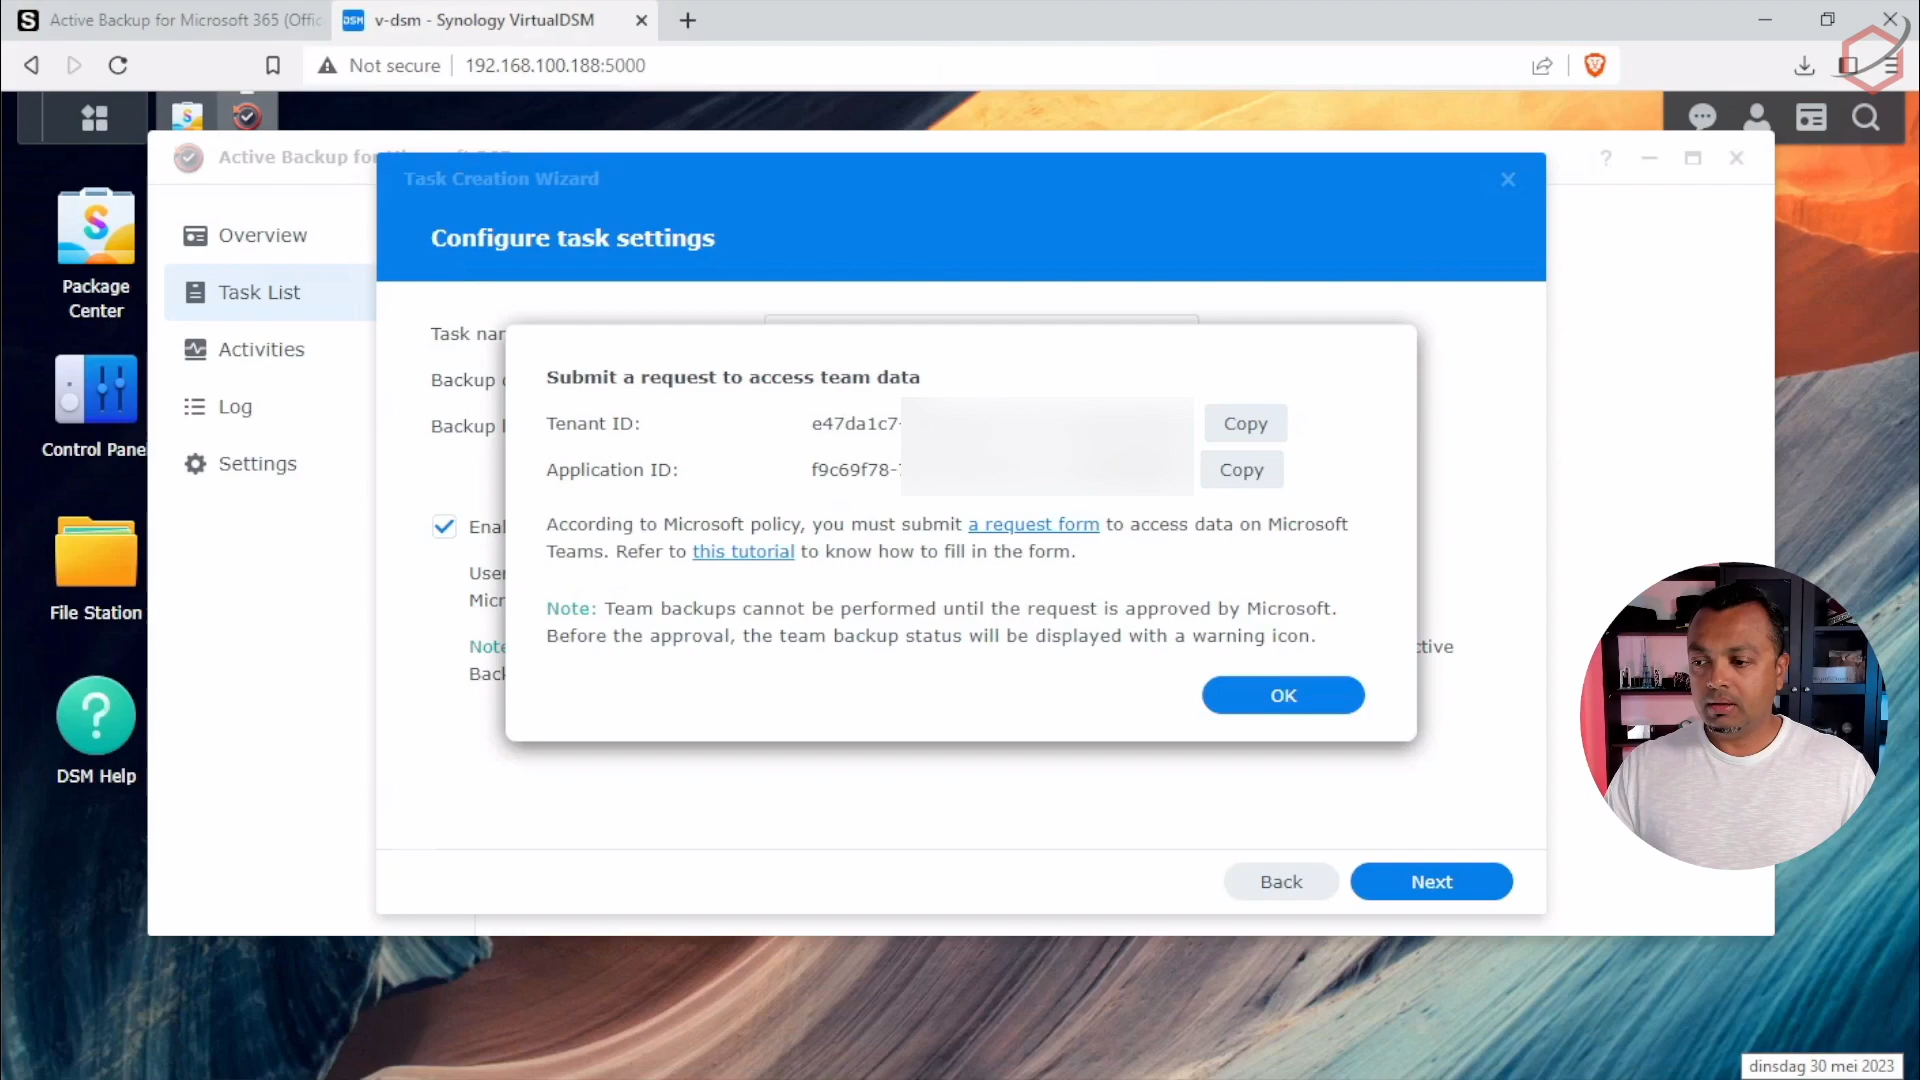 Active Backup for Microsoft 365 (Offic
v-dsm - Synology VirtualDSM
Not secure
192.168.100.188:5000
Active Backup for
Overview
Task List
Activities
Log
Settings
Package
Center
Control Pane
File Station
DSM Help
Task Creation Wizard
Configure task settings
Task nam
Backup
Backup
Enal
User
Micr
Note
Back
ctive
Submit a request to access team data
Tenant ID: e47da1c7- Copy
Application ID: f9c69f78- Copy
According to Microsoft policy, you must submit a request form to access data on Microsoft
Teams. Refer to this tutorial to know how to fill in the form.
Note: Team backups cannot be performed until the request is approved by Microsoft.
Before the approval, the team backup status will be displayed with a warning icon.
OK
Back
Next
dinsdag 30 mei 2023